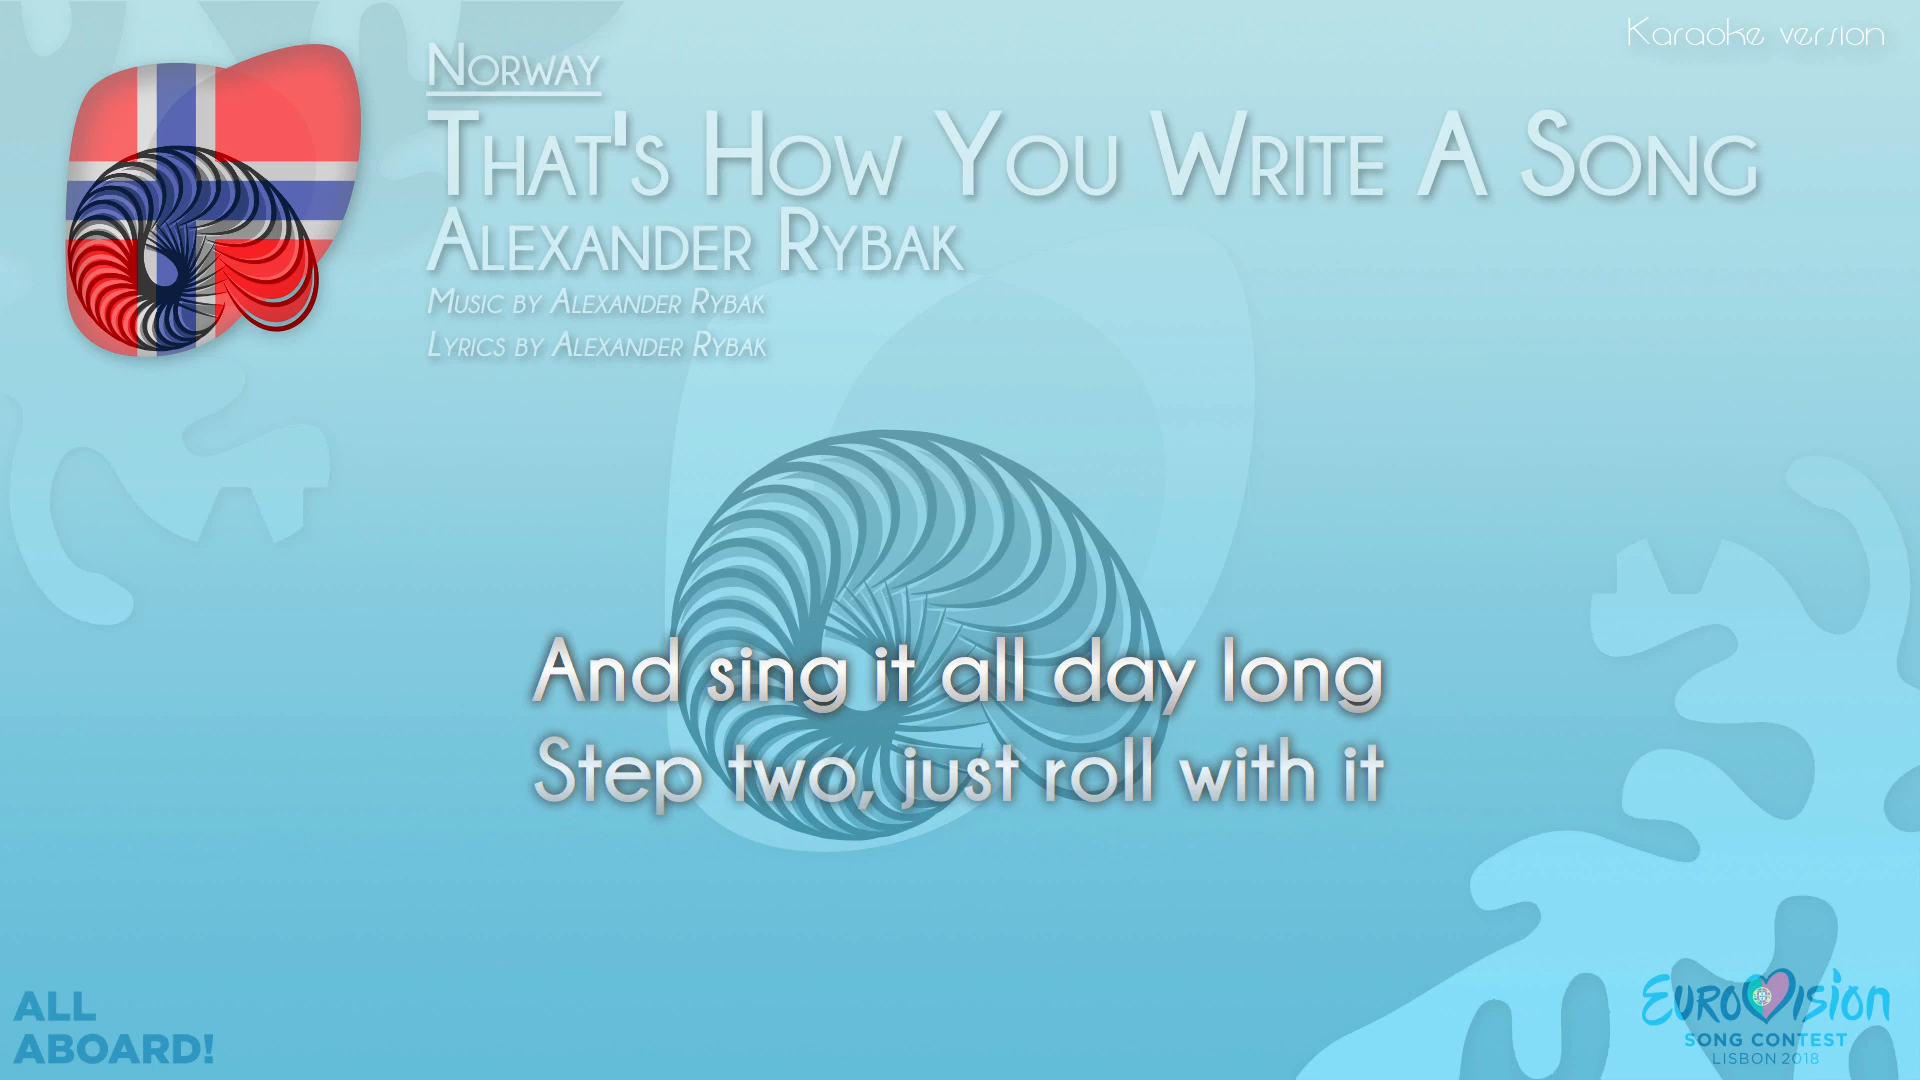 Karaoke version
Norway
That's How You Write A Song
Alexander Rybak
Music by Alexander Rybak
Lyrics by Alexander Rybak
And sing it all day long
Step two, just roll with it
ALL
ABOARD!
EUROVISION
SONG CONTEST
LISBON 2018